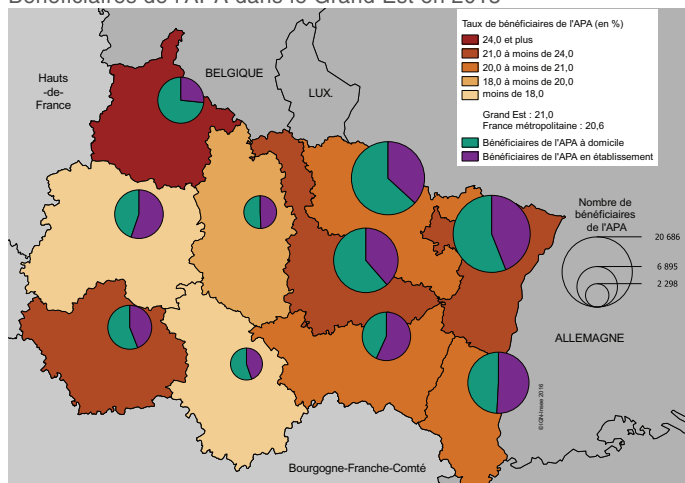 Bénéficiaires de l'APA dans le Grand Est en 2015
Hauts
-de-
France
BELGIQUE
LUX.
Taux de bénéficiaires de l'APA (en %)
24,0 et plus
21,0 à moins de 24,0
20,0 à moins de 21,0
18,0 à moins de 20,0
moins de 18,0
Grand Est : 21,0
France métropolitaine : 20,6
Bénéficiaires de l'APA à domicile
Bénéficiaires de l'APA en établissement
Nombre de
bénéficiaires
de l'APA
20 686
6 895
2 298
ALLEMAGNE
©IGN-Insee 2016
Bourgogne-Franche-Comté